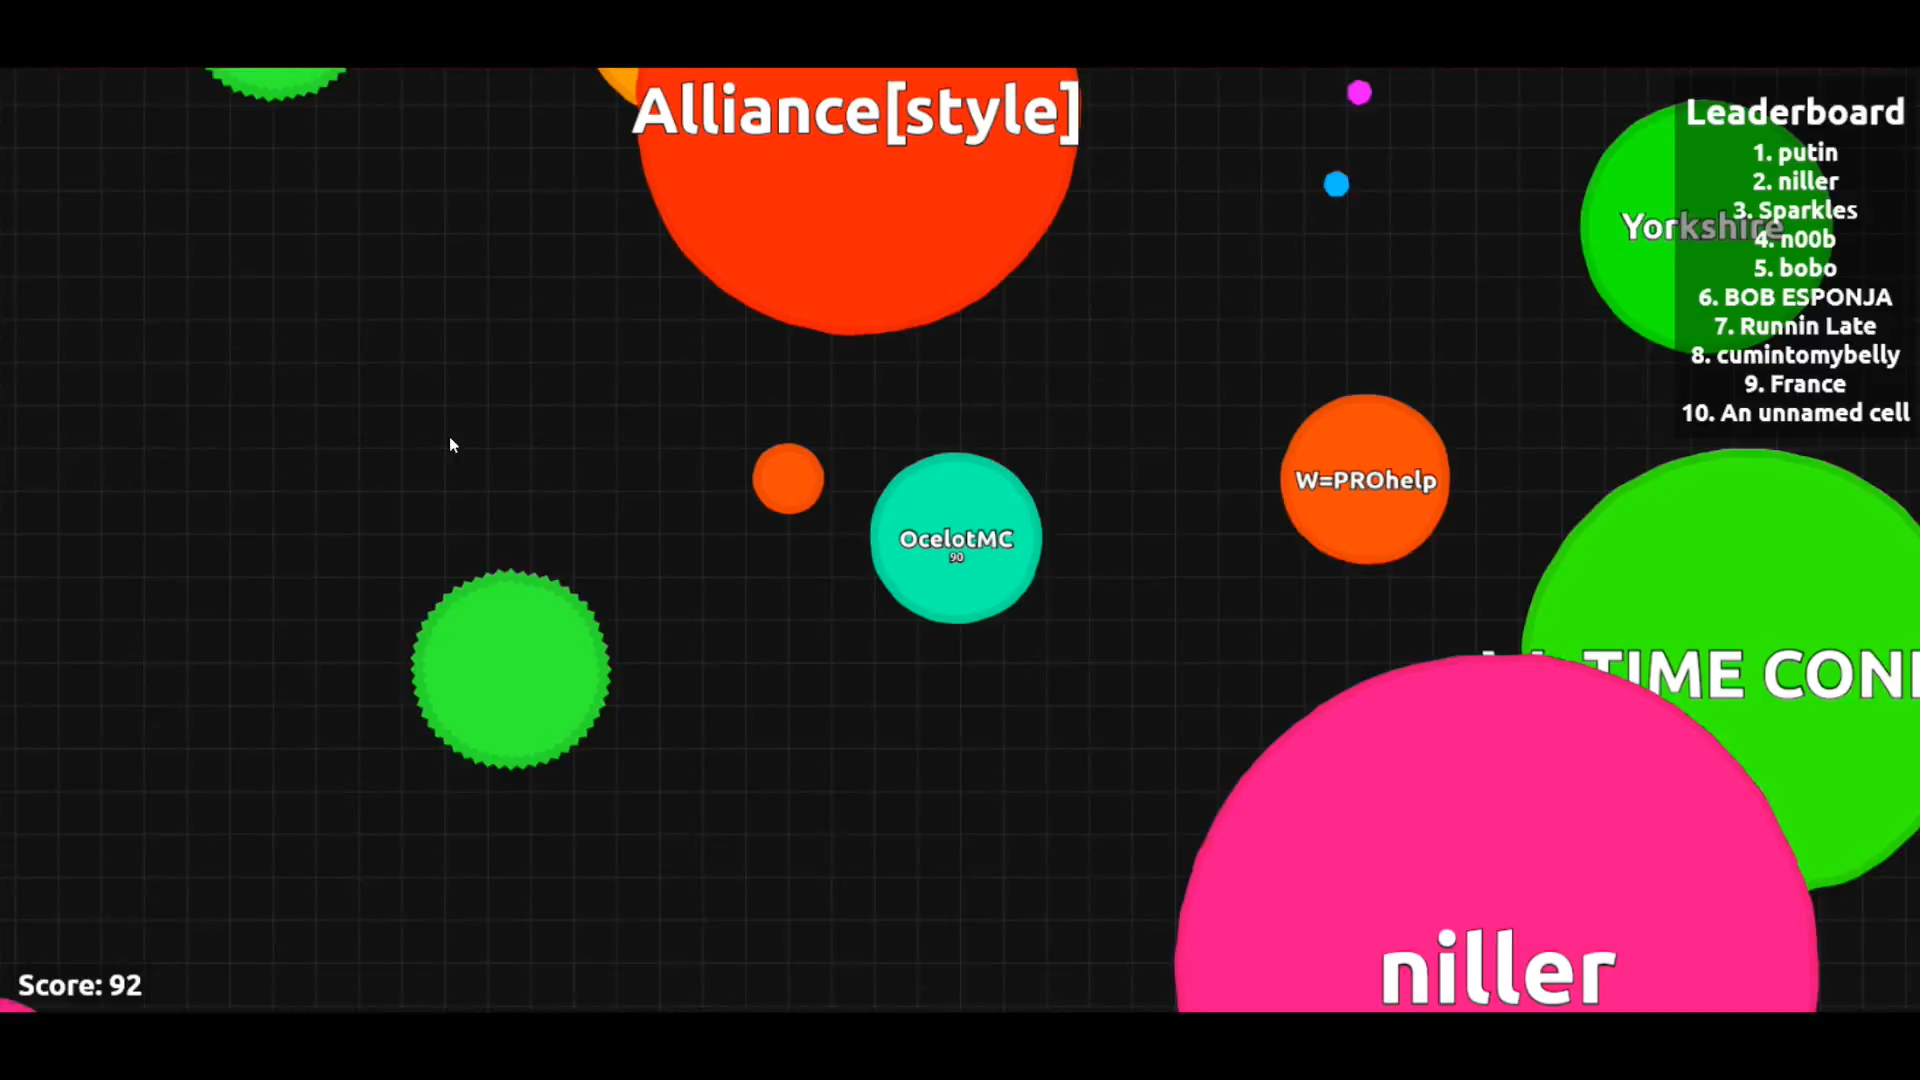 Alliance[style]
Leaderboard
1. putin
2. niller
3. Sparkles
4. n00b
5. bobo
6. BOB ESPONJA
7. Runnin Late
8. cumintomybelly
9. France
10. An unnamed cell
Yorkshire
W=PROhelp
OcelotMC
90
TIME
niller
Score: 92